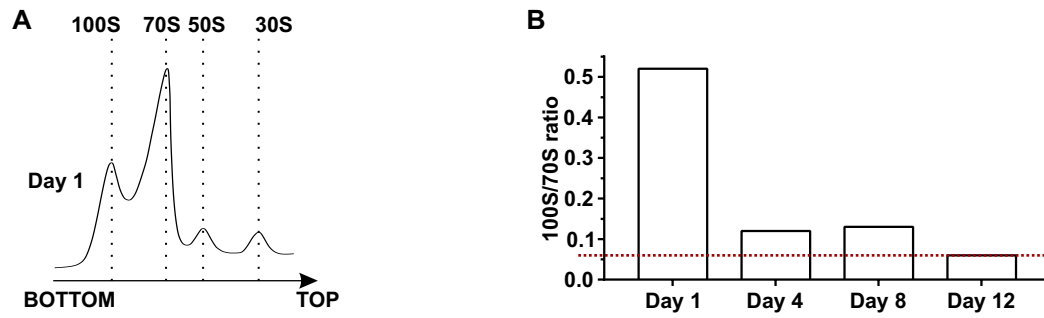 A
100S 70S 50S 30S
Day 1
BOTTOM TOP
B
100S/70S ratio
0.5
0.4
0.3
0.2
0.1
0.0
Day 1 Day 4 Day 8 Day 12